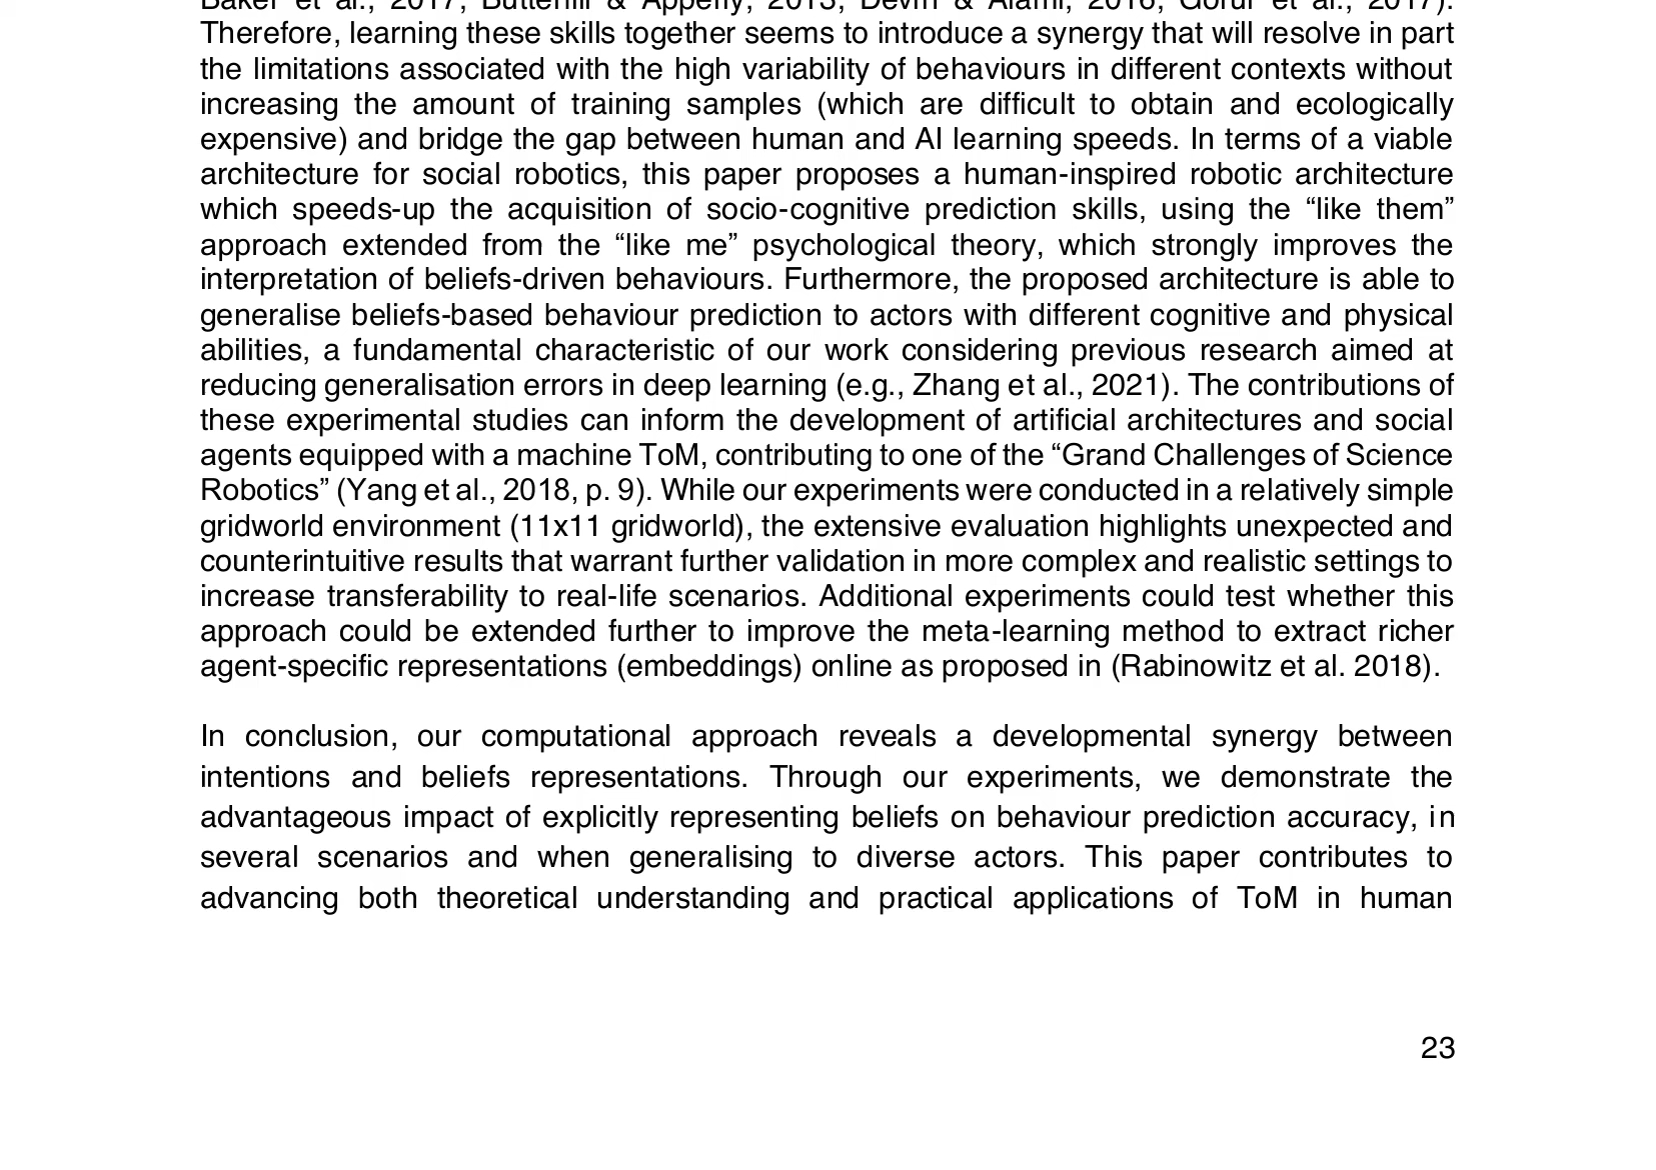 Baker et al., 2017; Butterfill & Apperly, 2013; Devin & Alami, 2016; Görür et al., 2017).
Therefore, learning these skills together seems to introduce a synergy that will resolve in part
the limitations associated with the high variability of behaviours in different contexts without
increasing the amount of training samples (which are difficult to obtain and ecologically
expensive) and bridge the gap between human and AI learning speeds. In terms of a viable
architecture for social robotics, this paper proposes a human-inspired robotic architecture
which speeds-up the acquisition of socio-cognitive prediction skills, using the “like them”
approach extended from the “like me” psychological theory, which strongly improves the
interpretation of beliefs-driven behaviours. Furthermore, the proposed architecture is able to
generalise beliefs-based behaviour prediction to actors with different cognitive and physical
abilities, a fundamental characteristic of our work considering previous research aimed at
reducing generalisation errors in deep learning (e.g., Zhang et al., 2021). The contributions of
these experimental studies can inform the development of artificial architectures and social
agents equipped with a machine ToM, contributing to one of the “Grand Challenges of Science
Robotics” (Yang et al., 2018, p. 9). While our experiments were conducted in a relatively simple
gridworld environment (11x11 gridworld), the extensive evaluation highlights unexpected and
counterintuitive results that warrant further validation in more complex and realistic settings to
increase transferability to real-life scenarios. Additional experiments could test whether this
approach could be extended further to improve the meta-learning method to extract richer
agent-specific representations (embeddings) online as proposed in (Rabinowitz et al. 2018).
In conclusion, our computational approach reveals a developmental synergy between
intentions and beliefs representations. Through our experiments, we demonstrate the
advantageous impact of explicitly representing beliefs on behaviour prediction accuracy, in
several scenarios and when generalising to diverse actors. This paper contributes to
advancing both theoretical understanding and practical applications of ToM in human
23